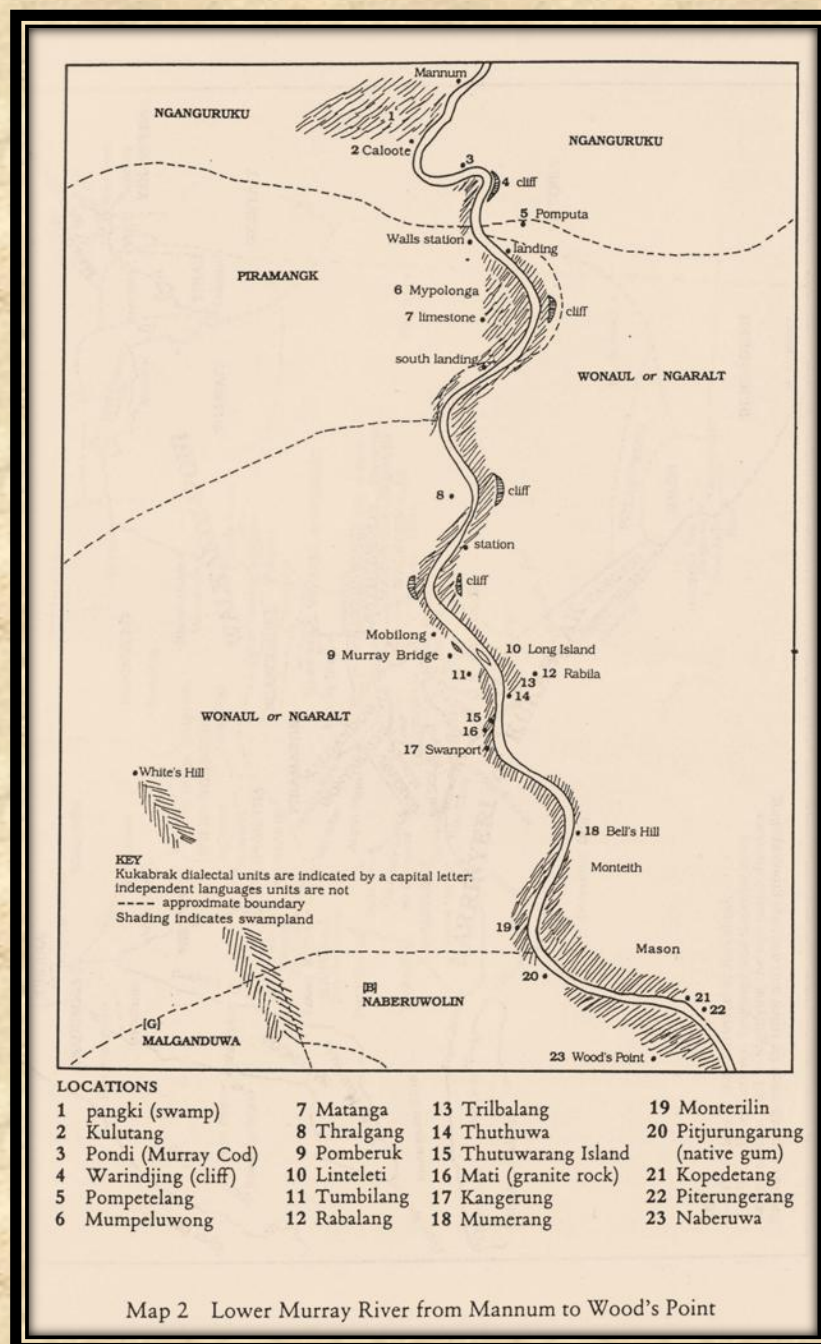 Mannum
NGANGURUKU
1
NGANGURUKU
2 Caloote
3
4 cliff
5 Pomputa
Walls station
landing
PIRAMANGK
6 Mypolonga
7 limestone
cliff
south landing
WONAUL or NGARALT
8
cliff
station
cliff
Mobilong
10 Long Island
9 Murray Bridge
11
12 Rabila
13
14
WONAUL or NGARALT
15
16
17 Swanport
White's Hill
18 Bell's Hill
KEY
Kukabrak dialectal units are indicated by a capital letter:
independent languages units are not
---- approximate boundary
Shading indicates swampland
Monteith
19
Mason
20
[B]
NABERUWOLIN
21
22
[G]
MALGANDUWA
23 Wood's Point
LOCATIONS
1 pangki (swamp)
2 Kulutang
3 Pondi (Murray Cod)
4 Warindjing (cliff)
5 Pompetelang
6 Mumpeluwong
7 Matanga
8 Thralgang
9 Pomberuk
10 Linteleti
11 Tumbilang
12 Rabalang
13 Trilbalang
14 Thuthuwa
15 Thutuwarang Island
16 Mati (granite rock)
17 Kangerung
18 Mumerang
19 Monterilin
20 Pitjurungarung
(native gum)
21 Kopedetang
22 Piterungerang
23 Naberuwa
Map 2 Lower Murray River from Mannum to Wood's Point